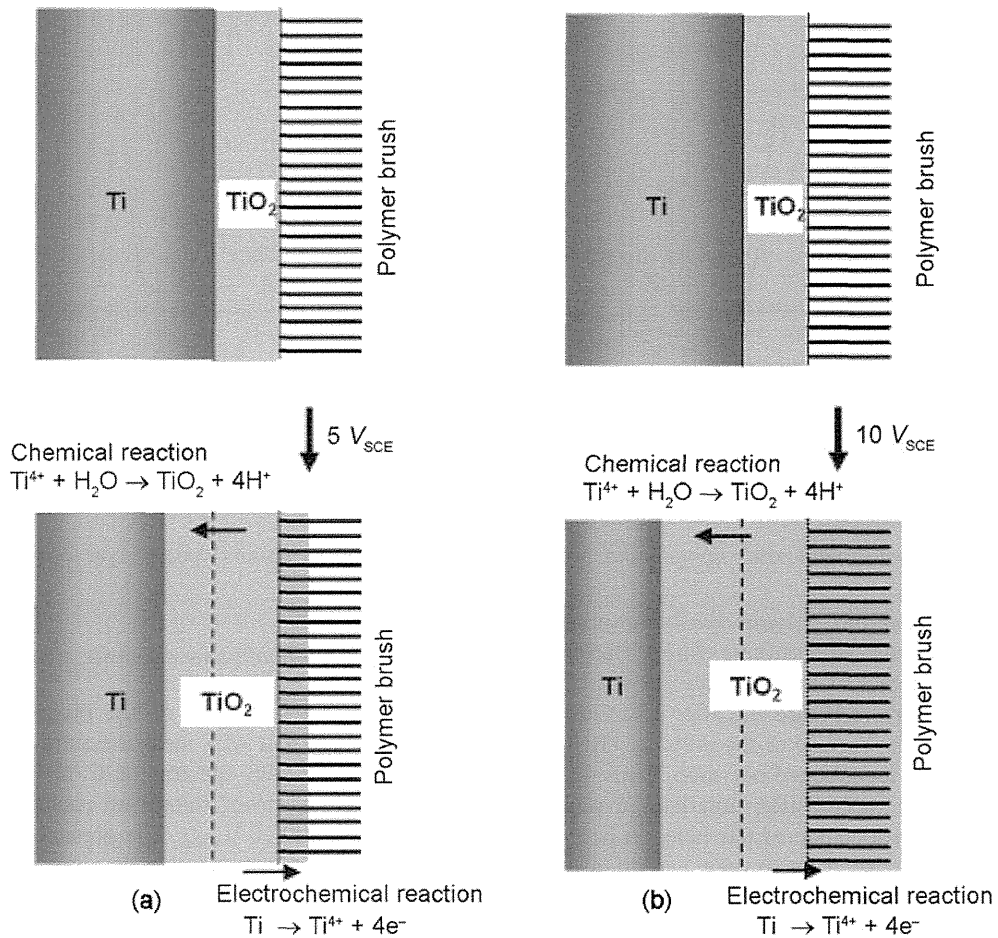 Ti
TiO₂
Polymer brush
Ti
TiO₂
Polymer brush
5 V_SCE
Chemical reaction
Ti⁴⁺ + H₂O → TiO₂ + 4H⁺
10 V_SCE
Chemical reaction
Ti⁴⁺ + H₂O → TiO₂ + 4H⁺
Ti
TiO₂
Polymer brush
Ti
TiO₂
Polymer brush
(a)
Electrochemical reaction
Ti → Ti⁴⁺ + 4e⁻
(b)
Electrochemical reaction
Ti → Ti⁴⁺ + 4e⁻